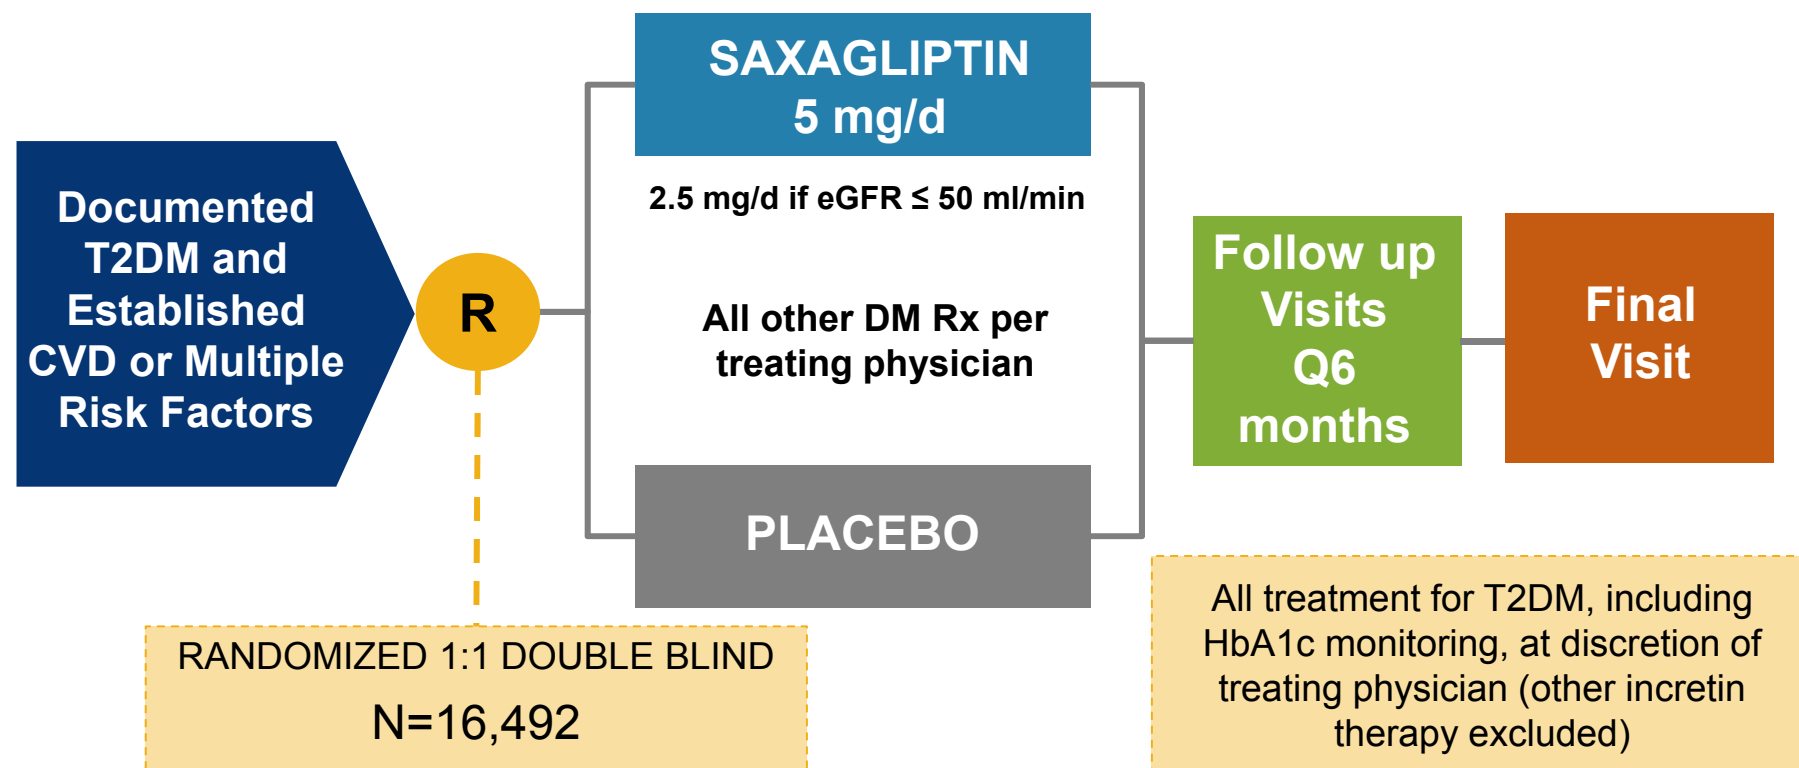 Documented
T2DM and
Established
CVD or Multiple
Risk Factors
R
SAXAGLIPTIN
5 mg/d
2.5 mg/d if eGFR ≤ 50 ml/min
All other DM Rx per
treating physician
PLACEBO
Follow up
Visits
Q6
months
Final
Visit
RANDOMIZED 1:1 DOUBLE BLIND
N=16,492
All treatment for T2DM, including
HbA1c monitoring, at discretion of
treating physician (other incretin
therapy excluded)